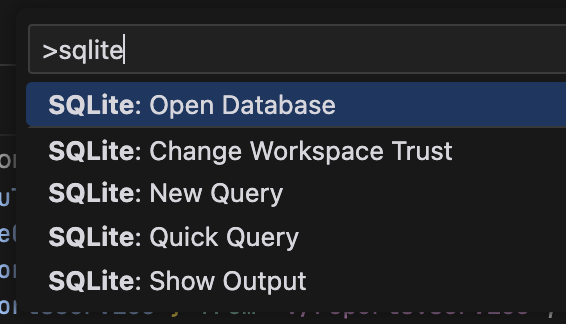 >sqlite
SQLite: Open Database
SQLite: Change Workspace Trust
SQLite: New Query
SQLite: Quick Query
SQLite: Show Output